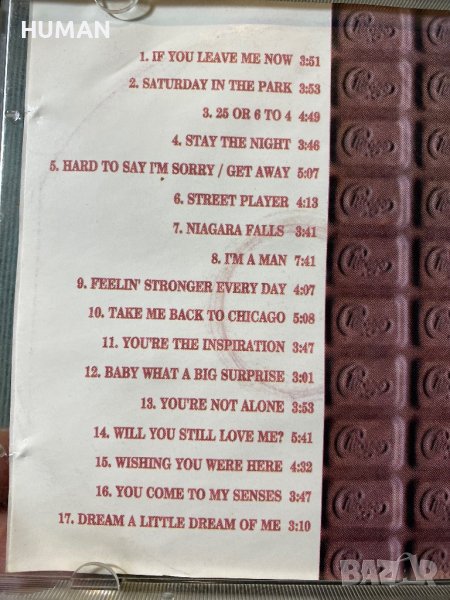 HUMAN
1. IF YOU LEAVE ME NOW 3:51
2. SATURDAY IN THE PARK 3:53
3. 25 OR 6 TO 4 4:49
4. STAY THE NIGHT 3:46
5. HARD TO SAY I'M SORRY / GET AWAY 5:07
6. STREET PLAYER 4:13
7. NIAGARA FALLS 3:41
8. I'M A MAN 7:41
9. FEELIN' STRONGER EVERY DAY 4:07
10. TAKE ME BACK TO CHICAGO 5:08
11. YOU'RE THE INSPIRATION 3:47
12. BABY WHAT A BIG SURPRISE 3:01
13. YOU'RE NOT ALONE 3:53
14. WILL YOU STILL LOVE ME? 5:41
15. WISHING YOU WERE HERE 4:32
16. YOU COME TO MY SENSES 3:47
17. DREAM A LITTLE DREAM OF ME 3:10
Chicago
HUMAN
BAZAR